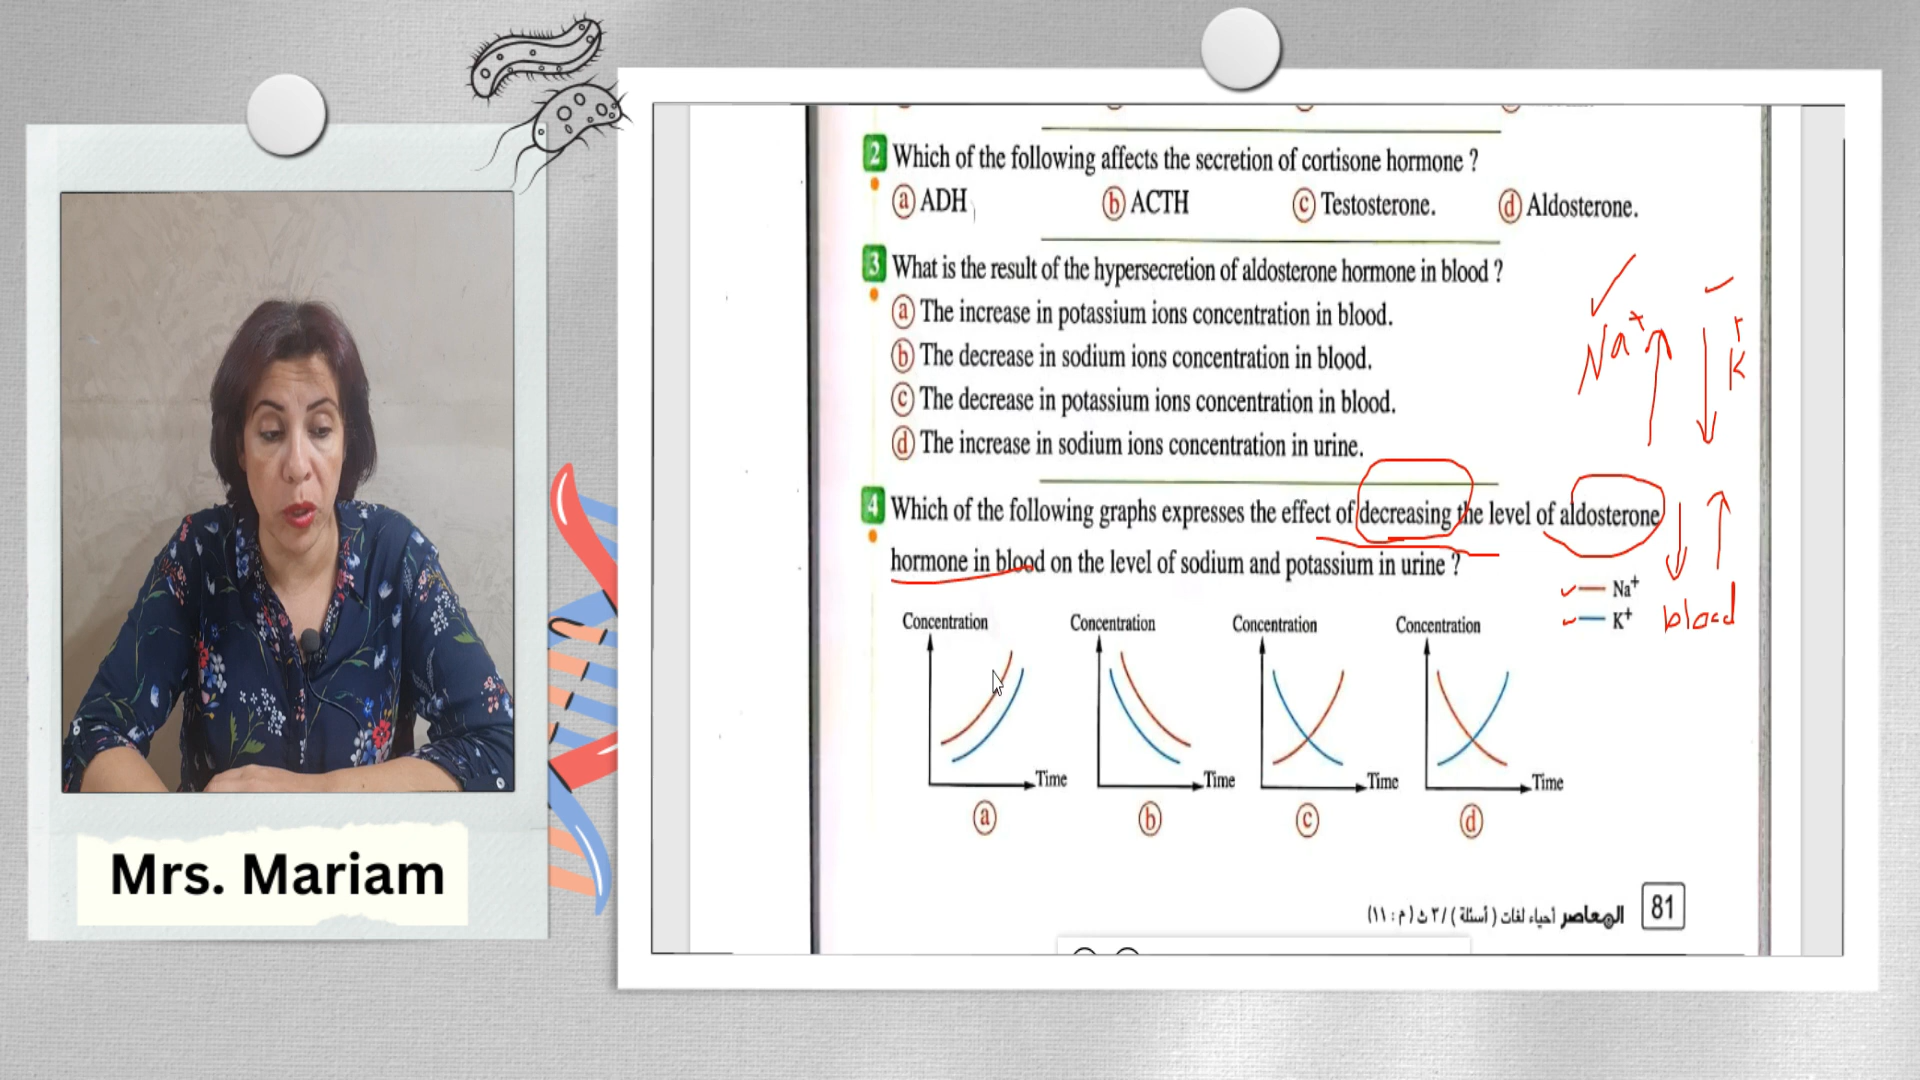 2 Which of the following affects the secretion of cortisone hormone ?
a ADH b ACTH c Testosterone. d Aldosterone.
3 What is the result of the hypersecretion of aldosterone hormone in blood ?
a The increase in potassium ions concentration in blood.
b The decrease in sodium ions concentration in blood.
c The decrease in potassium ions concentration in blood.
d The increase in sodium ions concentration in urine.
Na+ K+
4 Which of the following graphs expresses the effect of decreasing the level of aldosterone
hormone in blood on the level of sodium and potassium in urine ?
Na+
K+
blood
Concentration Concentration Concentration Concentration
Time Time Time Time
a b c d
المعاصر أحياء لغات ( أسئلة ) / ٣ ث ( م : ١١ ) 81
Mrs. Mariam